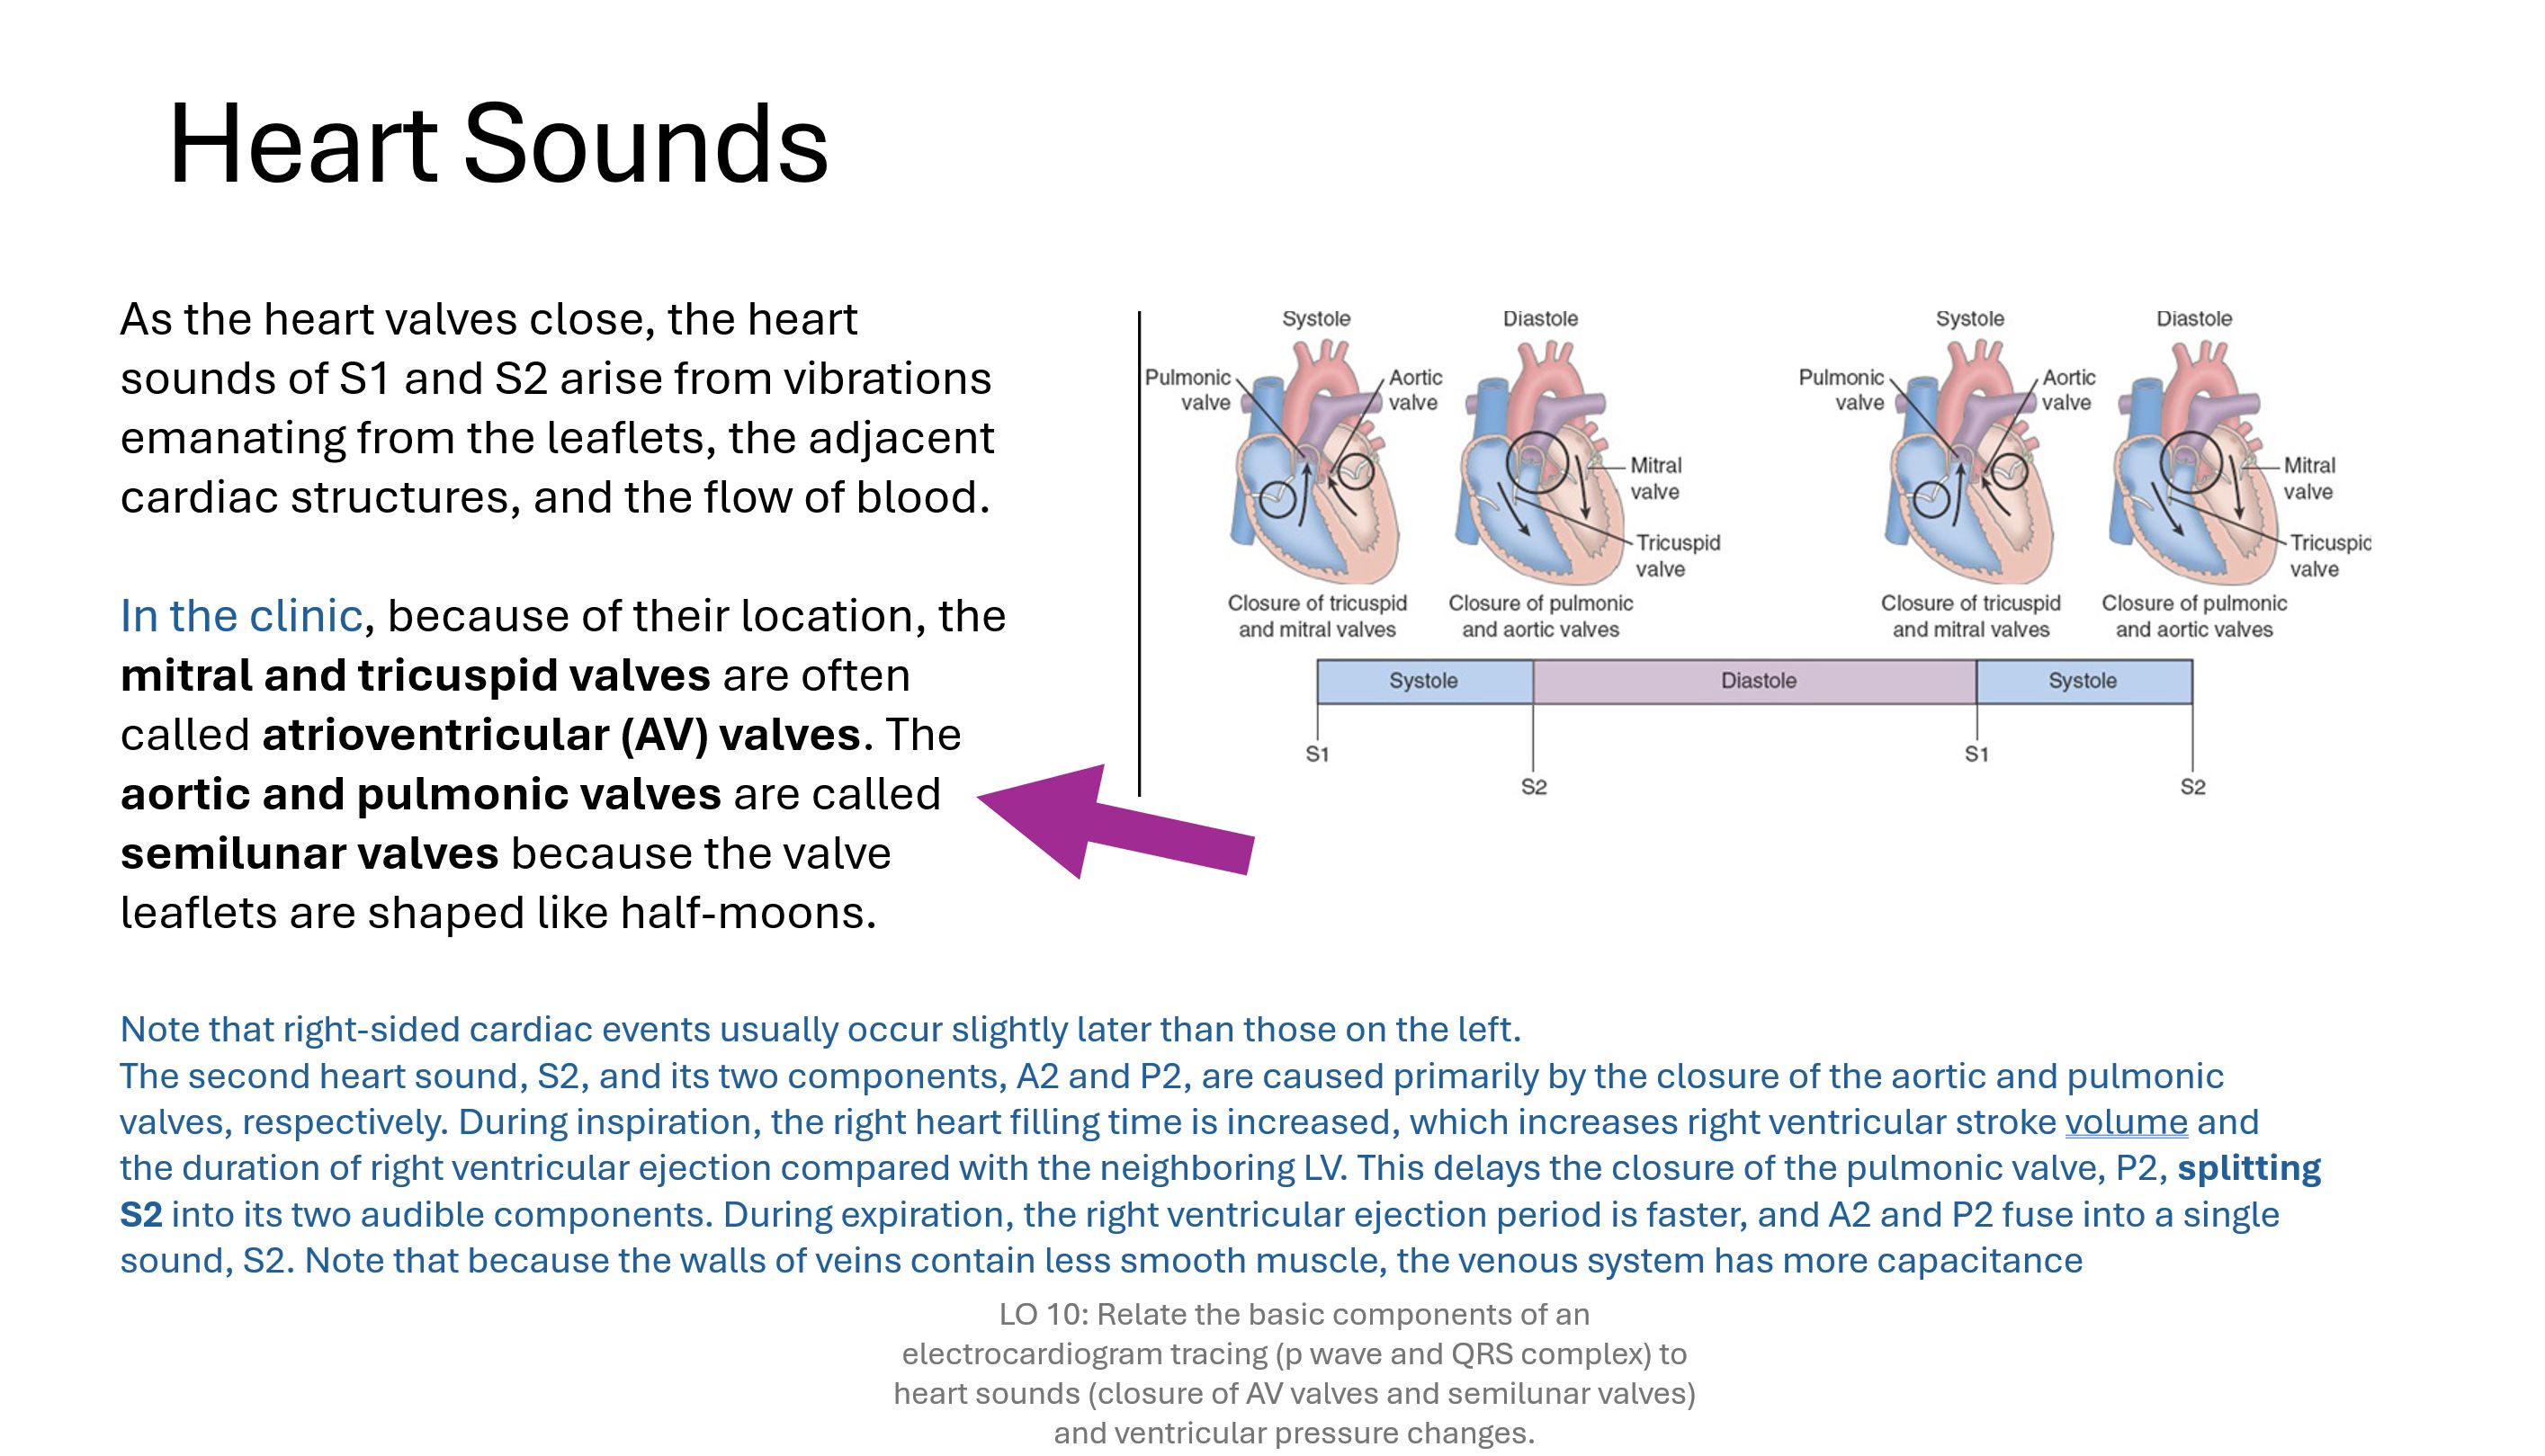 Heart Sounds
As the heart valves close, the heart
sounds of S1 and S2 arise from vibrations
emanating from the leaflets, the adjacent
cardiac structures, and the flow of blood.
In the clinic, because of their location, the
mitral and tricuspid valves are often
called atrioventricular (AV) valves. The
aortic and pulmonic valves are called
semilunar valves because the valve
leaflets are shaped like half-moons.
Systole
Diastole
Systole
Diastole
Pulmonic
valve
Aortic
valve
Mitral
valve
Tricuspid
valve
Pulmonic
valve
Aortic
valve
Mitral
valve
Tricuspid
valve
Closure of tricuspid
and mitral valves
Closure of pulmonic
and aortic valves
Closure of tricuspid
and mitral valves
Closure of pulmonic
and aortic valves
Systole
Diastole
Systole
S1
S2
S1
S2
Note that right-sided cardiac events usually occur slightly later than those on the left.
The second heart sound, S2, and its two components, A2 and P2, are caused primarily by the closure of the aortic and pulmonic
valves, respectively. During inspiration, the right heart filling time is increased, which increases right ventricular stroke volume and
the duration of right ventricular ejection compared with the neighboring LV. This delays the closure of the pulmonic valve, P2, splitting
S2 into its two audible components. During expiration, the right ventricular ejection period is faster, and A2 and P2 fuse into a single
sound, S2. Note that because the walls of veins contain less smooth muscle, the venous system has more capacitance
LO 10: Relate the basic components of an
electrocardiogram tracing (p wave and QRS complex) to
heart sounds (closure of AV valves and semilunar valves)
and ventricular pressure changes.